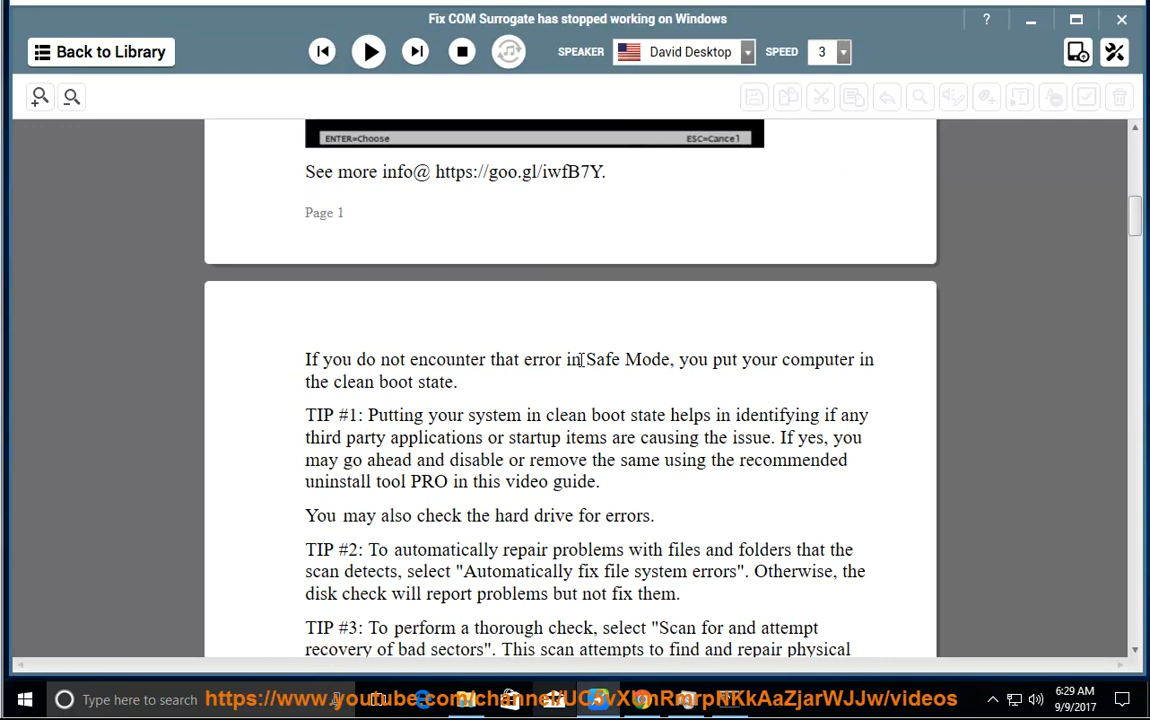 Fix COM Surrogate has stopped working on Windows
?
Back to Library
SPEAKER
David Desktop
SPEED
3
ENTER=Choose
ESC=Cancel
See more info@ https://goo.gl/iwfB7Y.
Page 1
If you do not encounter that error in Safe Mode, you put your computer in
the clean boot state.
TIP #1: Putting your system in clean boot state helps in identifying if any
third party applications or startup items are causing the issue. If yes, you
may go ahead and disable or remove the same using the recommended
uninstall tool PRO in this video guide.
You may also check the hard drive for errors.
TIP #2: To automatically repair problems with files and folders that the
scan detects, select "Automatically fix file system errors". Otherwise, the
disk check will report problems but not fix them.
TIP #3: To perform a thorough check, select "Scan for and attempt
recovery of bad sectors". This scan attempts to find and repair physical
Type here to search
6:29 AM
9/9/2017